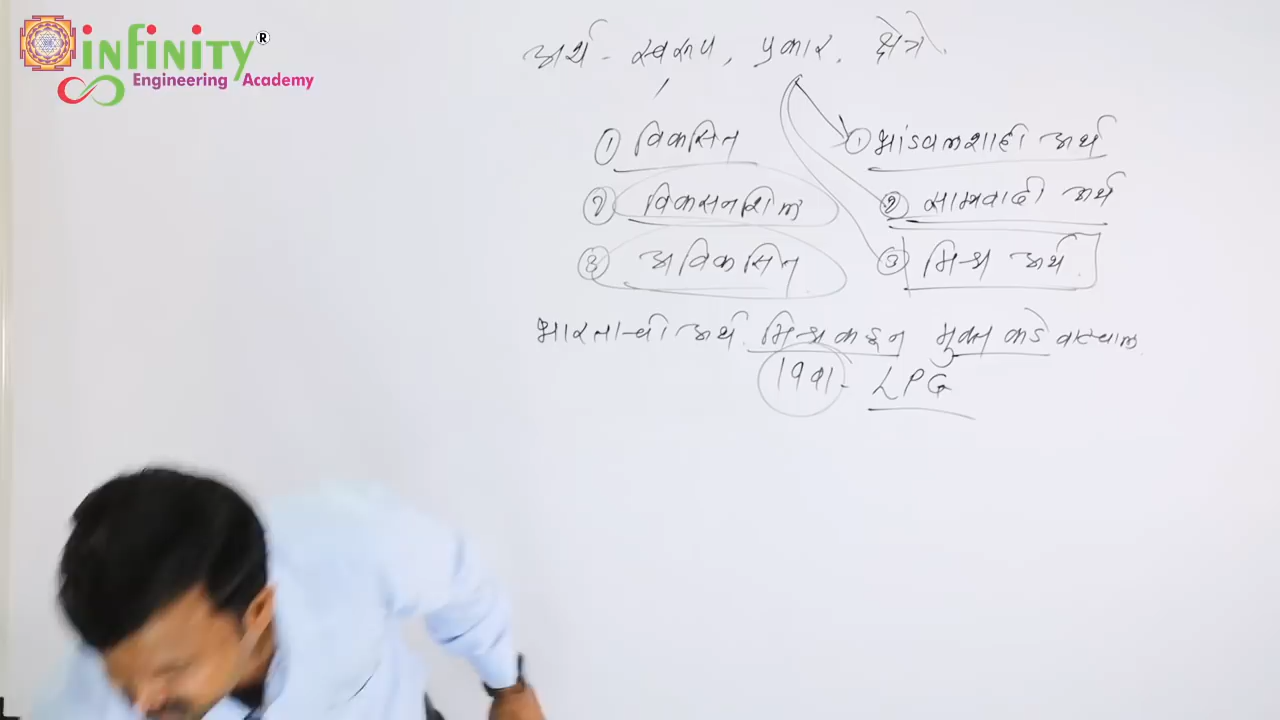 infinity®
Engineering Academy
अर्थ - स्वरूप, प्रकार. क्षेत्रे.
① विकसित
② विकसनशिल
③ अविकसित
① भांडवलशाही अर्थ
② साम्यवादी अर्थ
③ मिश्र अर्थ.
भारताची अर्थ. मिश्रकडून मुक्त कडे वाटचाल.
1991 - LPG